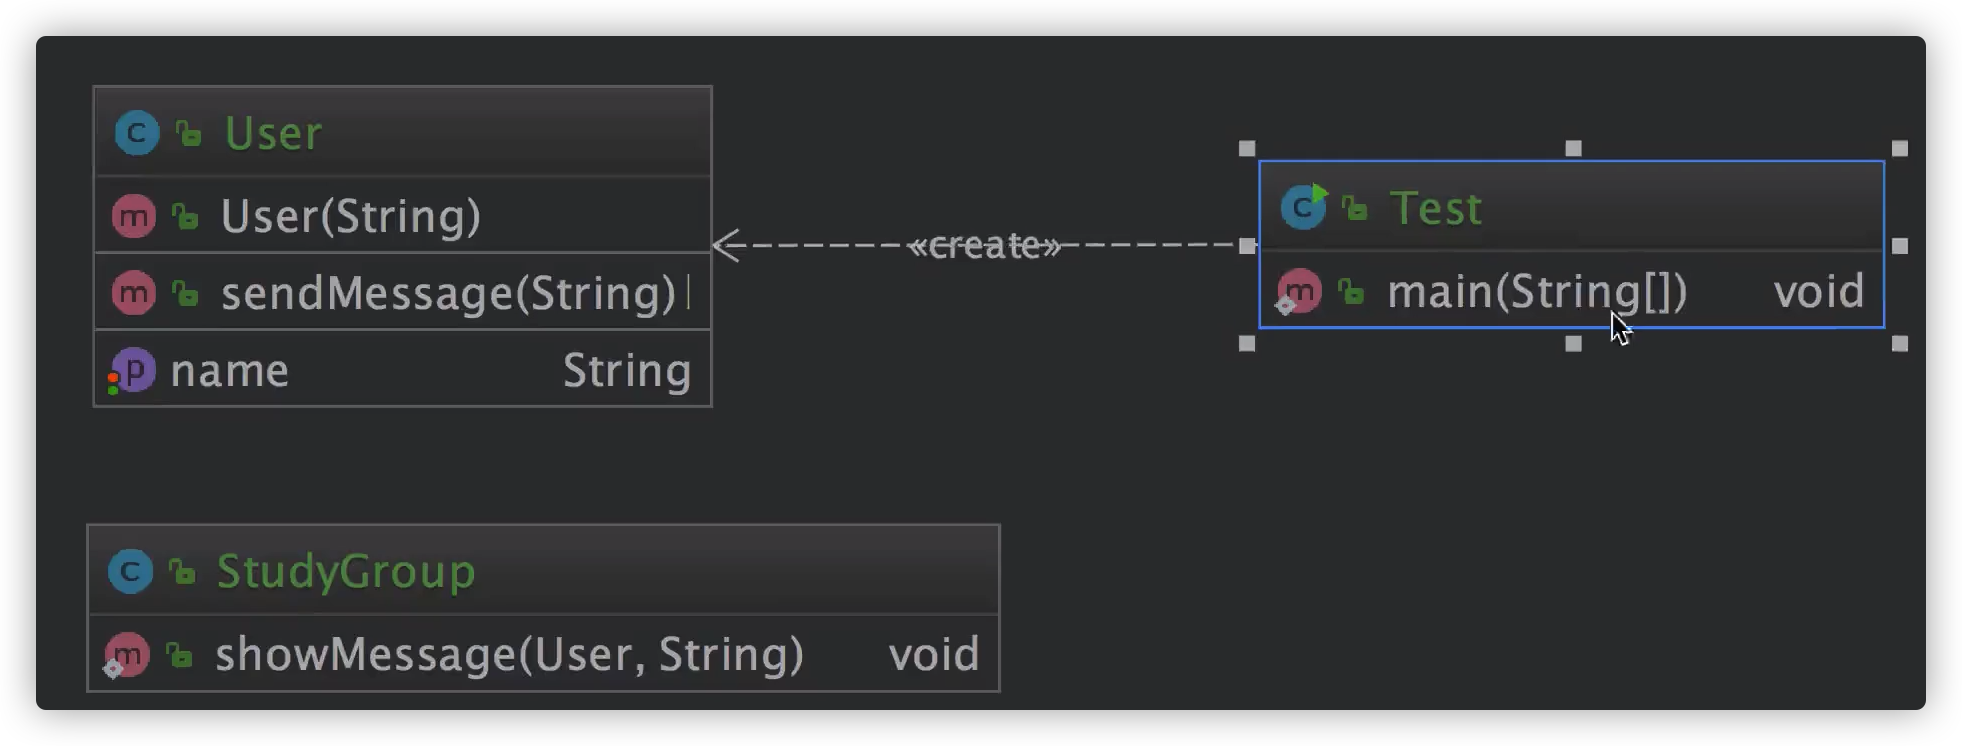 C User
m User(String)
m sendMessage(String)
p name String
«create»
C Test
m main(String[]) void
C StudyGroup
m showMessage(User, String) void